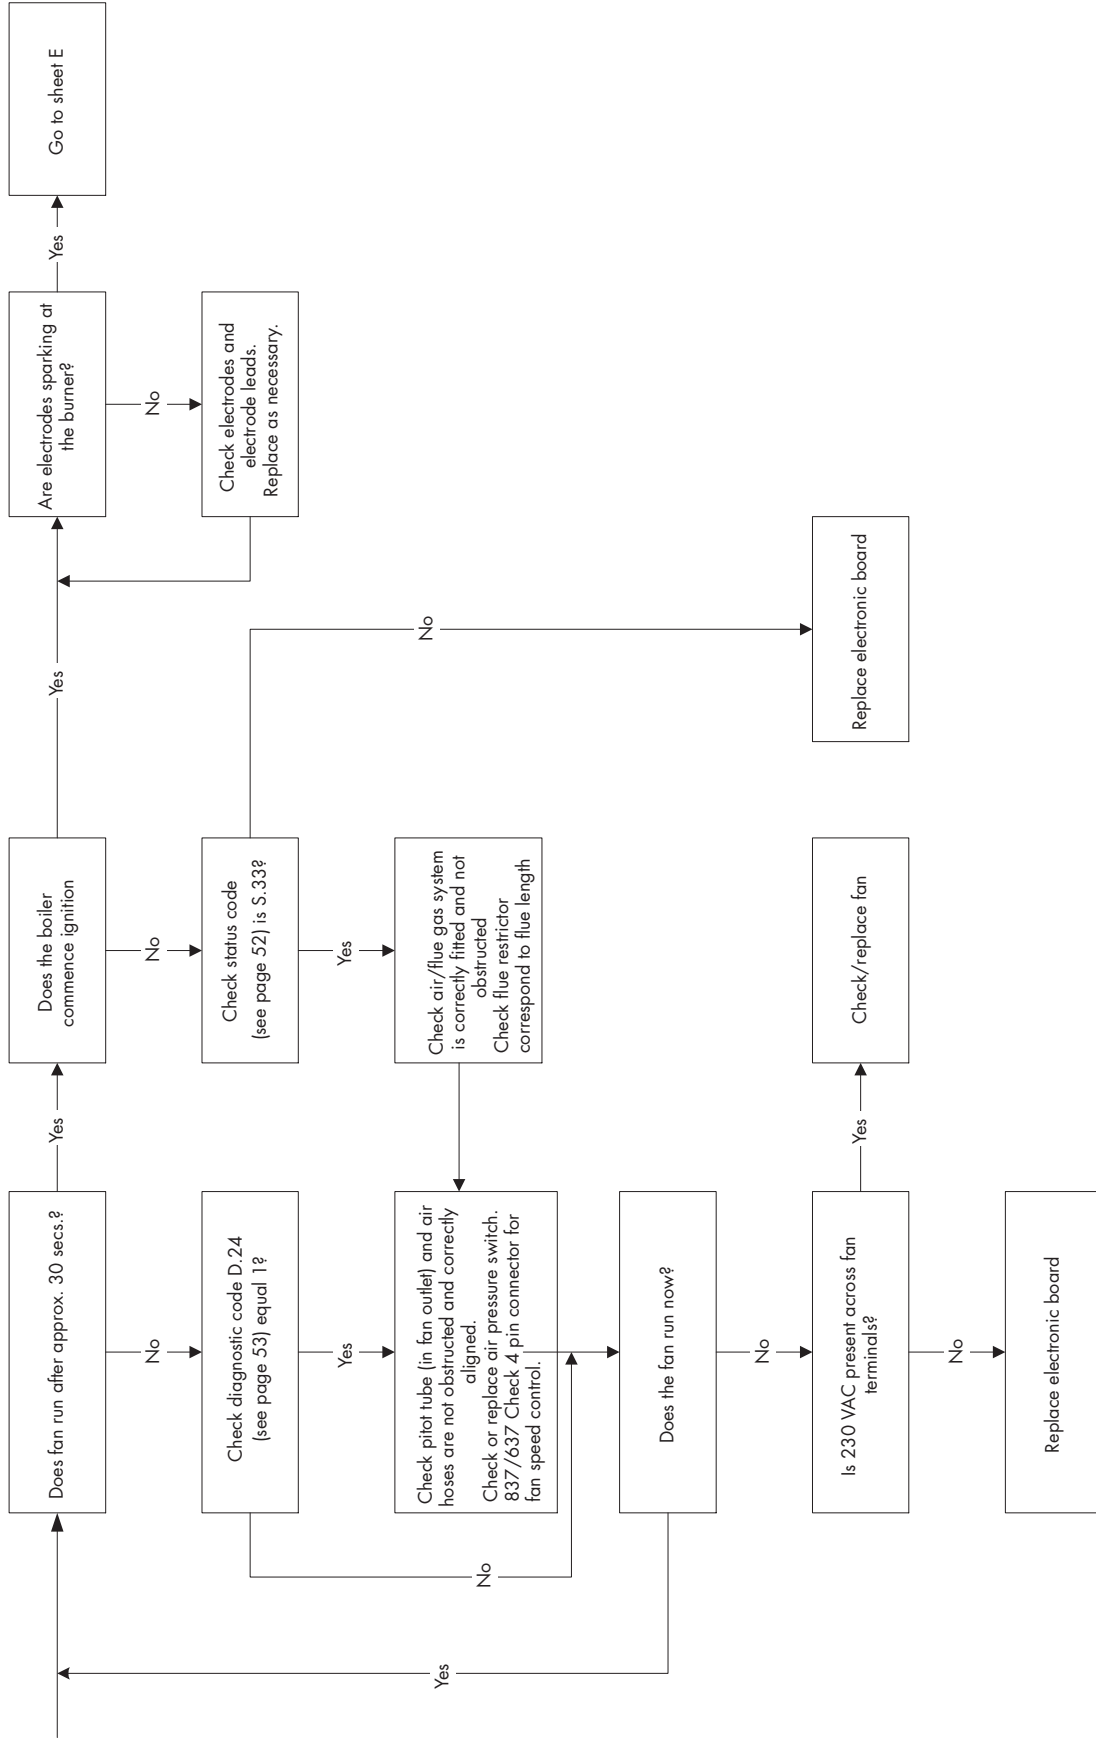 Does fan run after approx. 30 secs.?
Yes
Does the boiler
commence ignition
Yes
Are electrodes sparking at
the burner?
Yes
Go to sheet E
No
No
No
Check diagnostic code D.24
(see page 53) equal 1?
Check status code
(see page 52) is S.33?
Check electrodes and
electrode leads.
Replace as necessary.
Yes
Yes
No
Check pitot tube (in fan outlet) and air
hoses are not obstructed and correctly
aligned.
Check or replace air pressure switch.
837/637 Check 4 pin connector for
fan speed control.
Check air/flue gas system
is correctly fitted and not
obstructed
Check flue restrictor
correspond to flue length
Yes
No
Does the fan run now?
No
Is 230 VAC present across fan
terminals?
Yes
Check/replace fan
Replace electronic board
No
Replace electronic board